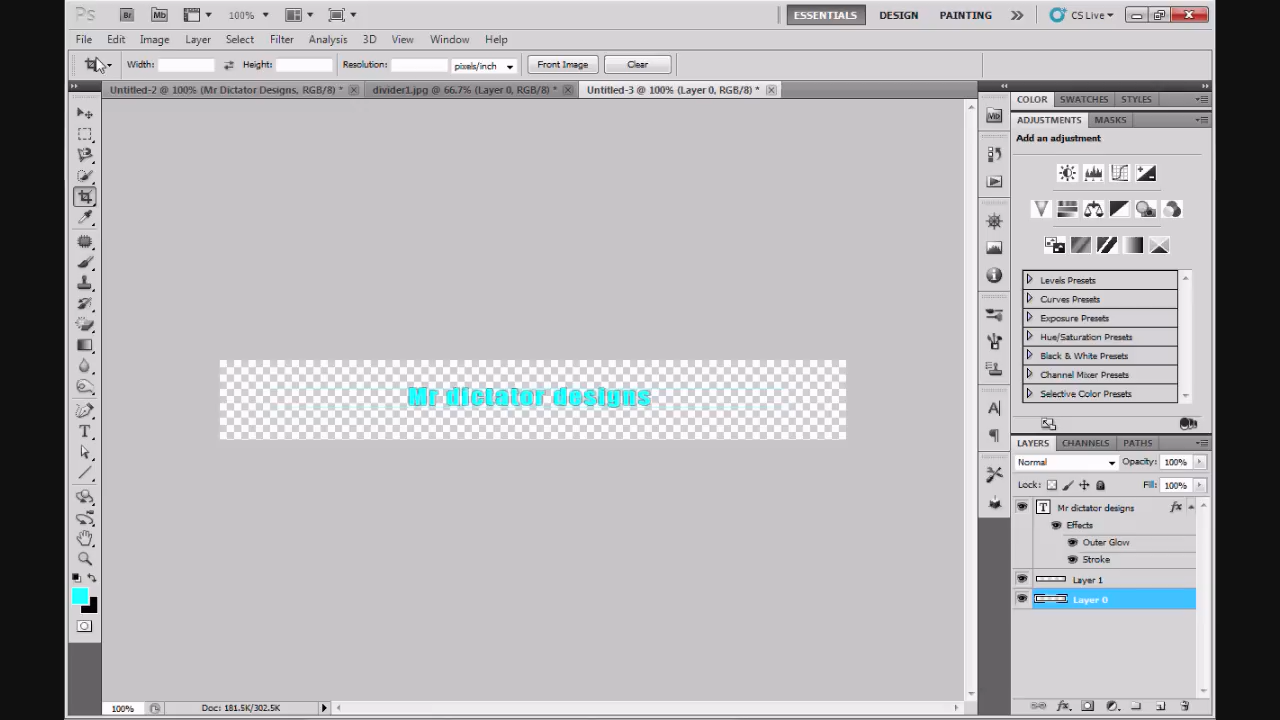 Ps Br Mb 100% ESSENTIALS DESIGN PAINTING CS Live
File Edit Image Layer Select Filter Analysis 3D View Window Help
Width: Height: Resolution: pixels/inch Front Image Clear
Untitled-2 @ 100% (Mr Dictator Designs, RGB/8) * divider1.jpg @ 66.7% (Layer 0, RGB/8) * Untitled-3 @ 100% (Layer 0, RGB/8) *
COLOR SWATCHES STYLES
ADJUSTMENTS MASKS
Add an adjustment
Levels Presets
Curves Presets
Exposure Presets
Hue/Saturation Presets
Black & White Presets
Channel Mixer Presets
Selective Color Presets
Mr dictator designs
LAYERS CHANNELS PATHS
Normal Opacity: 100%
Lock: Fill: 100%
T Mr dictator designs fx
Effects
Outer Glow
Stroke
Layer 1
Layer 0
100% Doc: 181.5K/302.5K